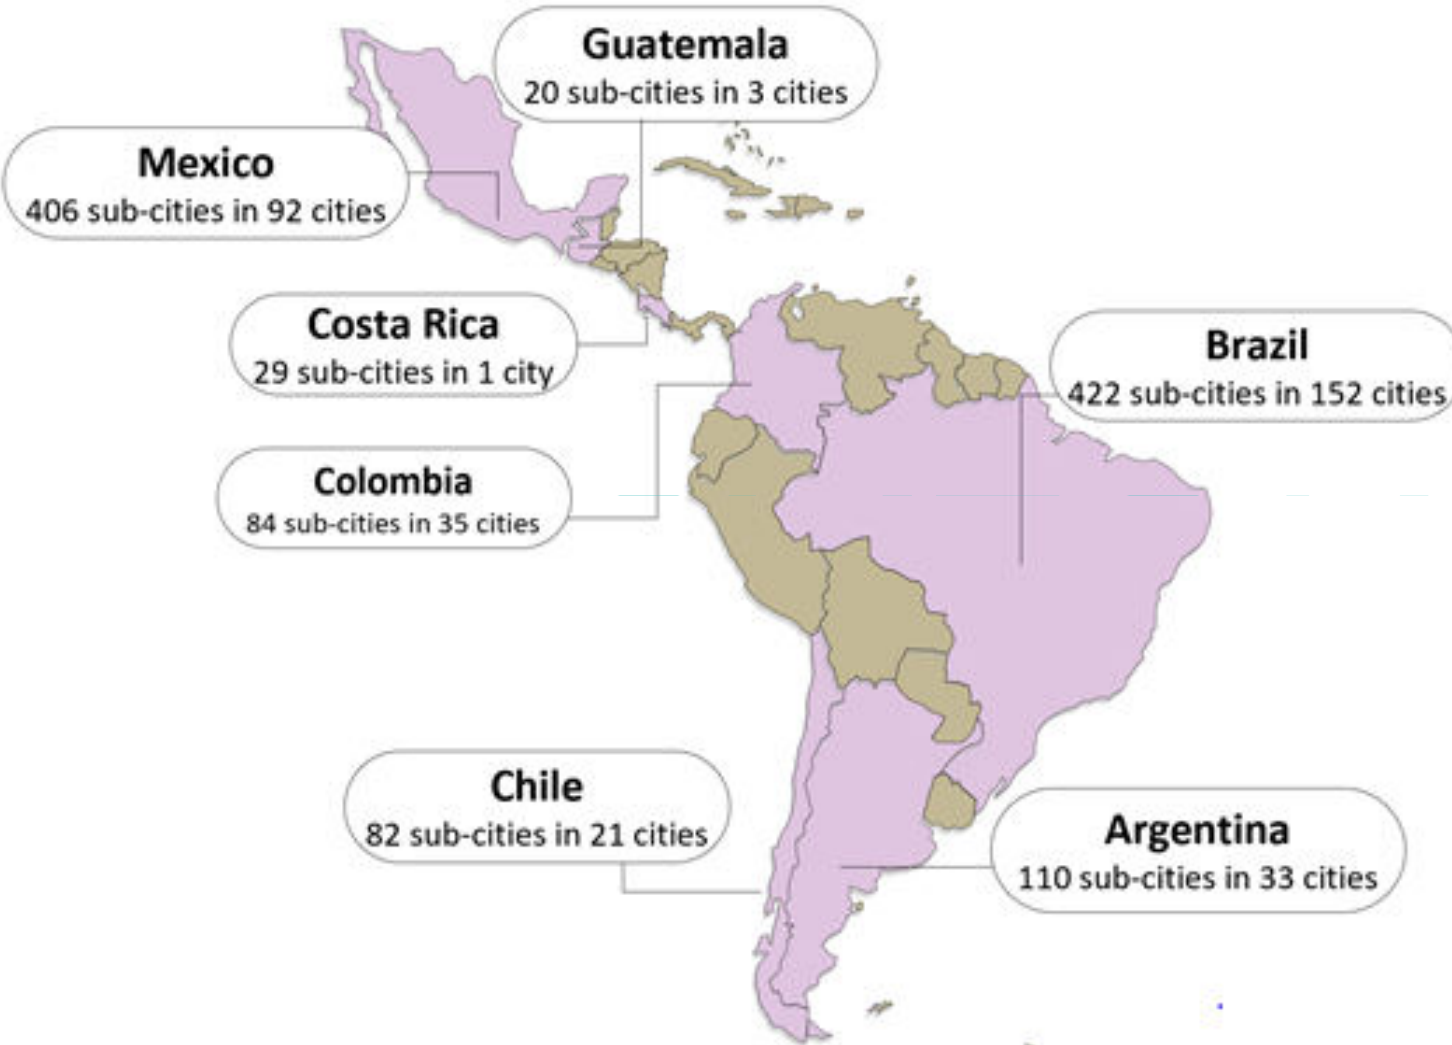 Guatemala
20 sub-cities in 3 cities
Mexico
406 sub-cities in 92 cities
Costa Rica
29 sub-cities in 1 city
Brazil
422 sub-cities in 152 cities
Colombia
84 sub-cities in 35 cities
Chile
82 sub-cities in 21 cities
Argentina
110 sub-cities in 33 cities